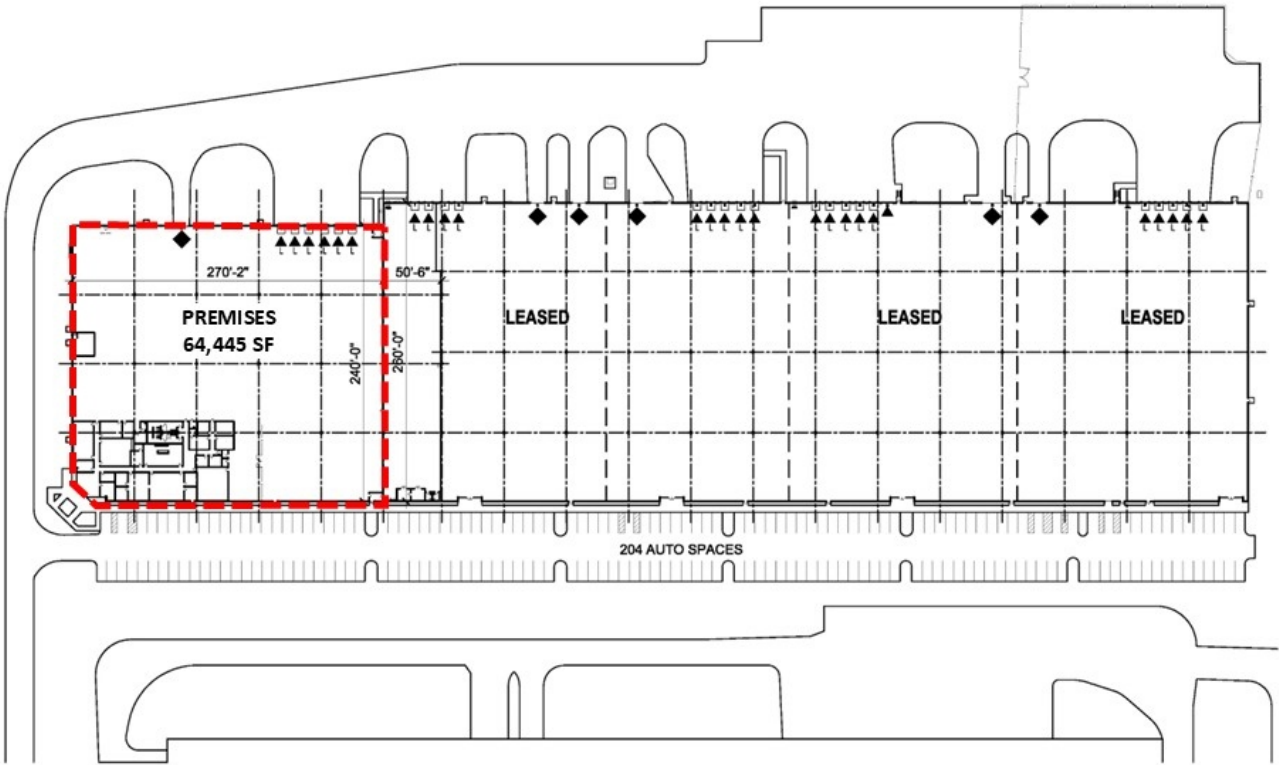 270'-2"
50'-6"
PREMISES
64,445 SF
LEASED
LEASED
LEASED
240'-0"
260'-0"
204 AUTO SPACES